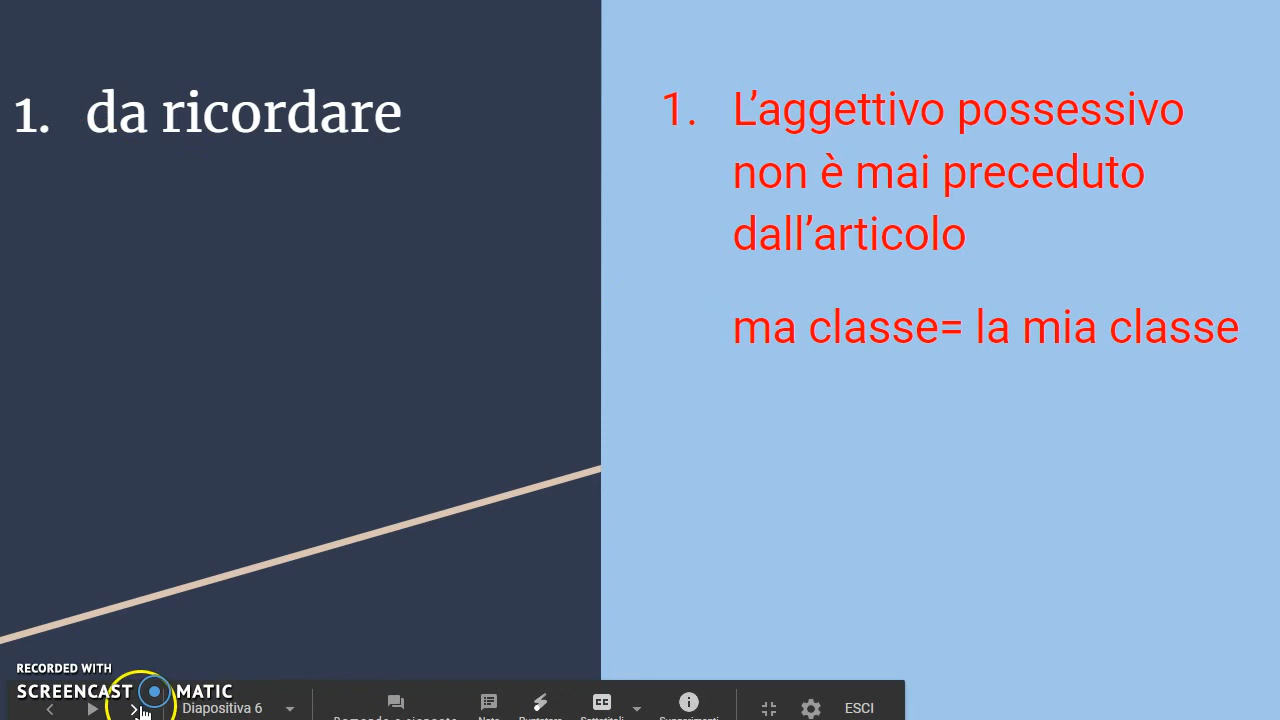 1. da ricordare
1. L’aggettivo possessivo
non è mai preceduto
dall’articolo
ma classe= la mia classe
RECORDED WITH
SCREENCAST MATIC
Diapositiva 6
ESCI